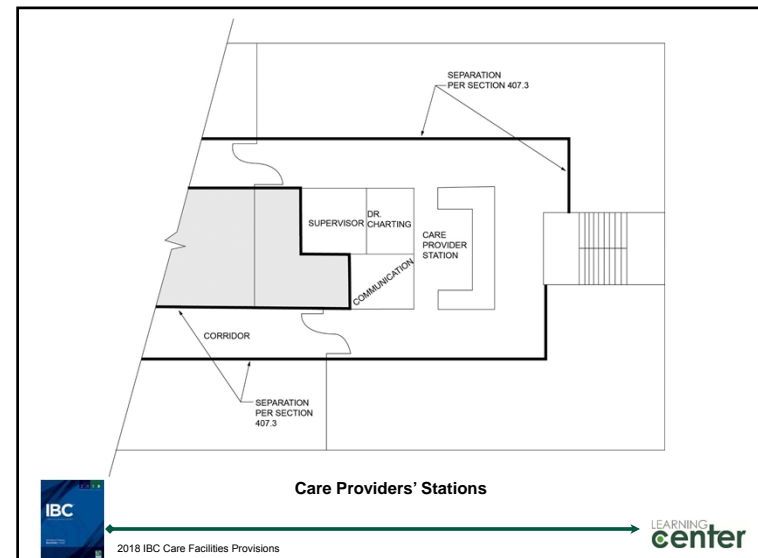 SEPARATION
PER SECTION 407.3
SUPERVISOR
DR.
CHARTING
CARE
PROVIDER
STATION
COMMUNICATION
CORRIDOR
SEPARATION
PER SECTION
407.3
Care Providers’ Stations
IBC
2018 IBC Care Facilities Provisions
LEARNING
center